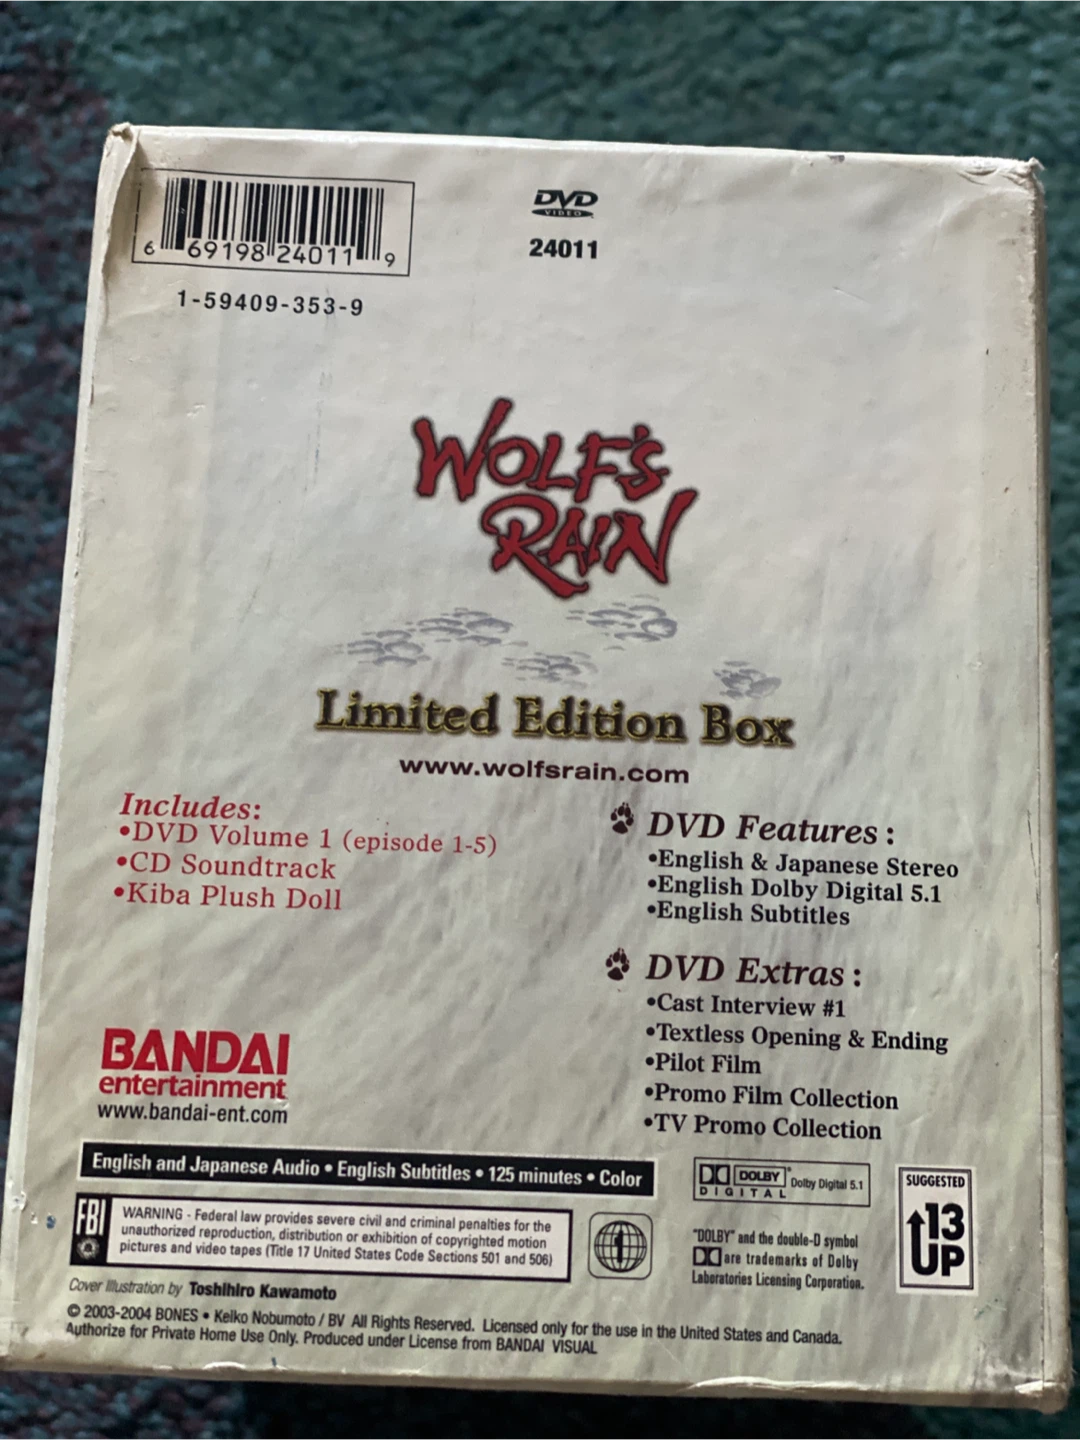 6 69198 24011 9
1-59409-353-9
DVD
VIDEO
24011
WOLF'S
RAIN
Limited Edition Box
www.wolfsrain.com
Includes:
•DVD Volume 1 (episode 1-5)
•CD Soundtrack
•Kiba Plush Doll
DVD Features :
•English & Japanese Stereo
•English Dolby Digital 5.1
•English Subtitles
DVD Extras :
•Cast Interview #1
•Textless Opening & Ending
•Pilot Film
•Promo Film Collection
•TV Promo Collection
BANDAI
entertainment
www.bandai-ent.com
English and Japanese Audio • English Subtitles • 125 minutes • Color
FBI
WARNING - Federal law provides severe civil and criminal penalties for the
unauthorized reproduction, distribution or exhibition of copyrighted motion
pictures and video tapes (Title 17 United States Code Sections 501 and 506)
1
DOLBY
DIGITAL
Dolby Digital 5.1
"DOLBY" and the double-D symbol
are trademarks of Dolby
Laboratories Licensing Corporation.
SUGGESTED
13
UP
Cover Illustration by Toshihiro Kawamoto
© 2003-2004 BONES • Keiko Nobumoto / BV All Rights Reserved. Licensed only for the use in the United States and Canada.
Authorize for Private Home Use Only. Produced under License from BANDAI VISUAL